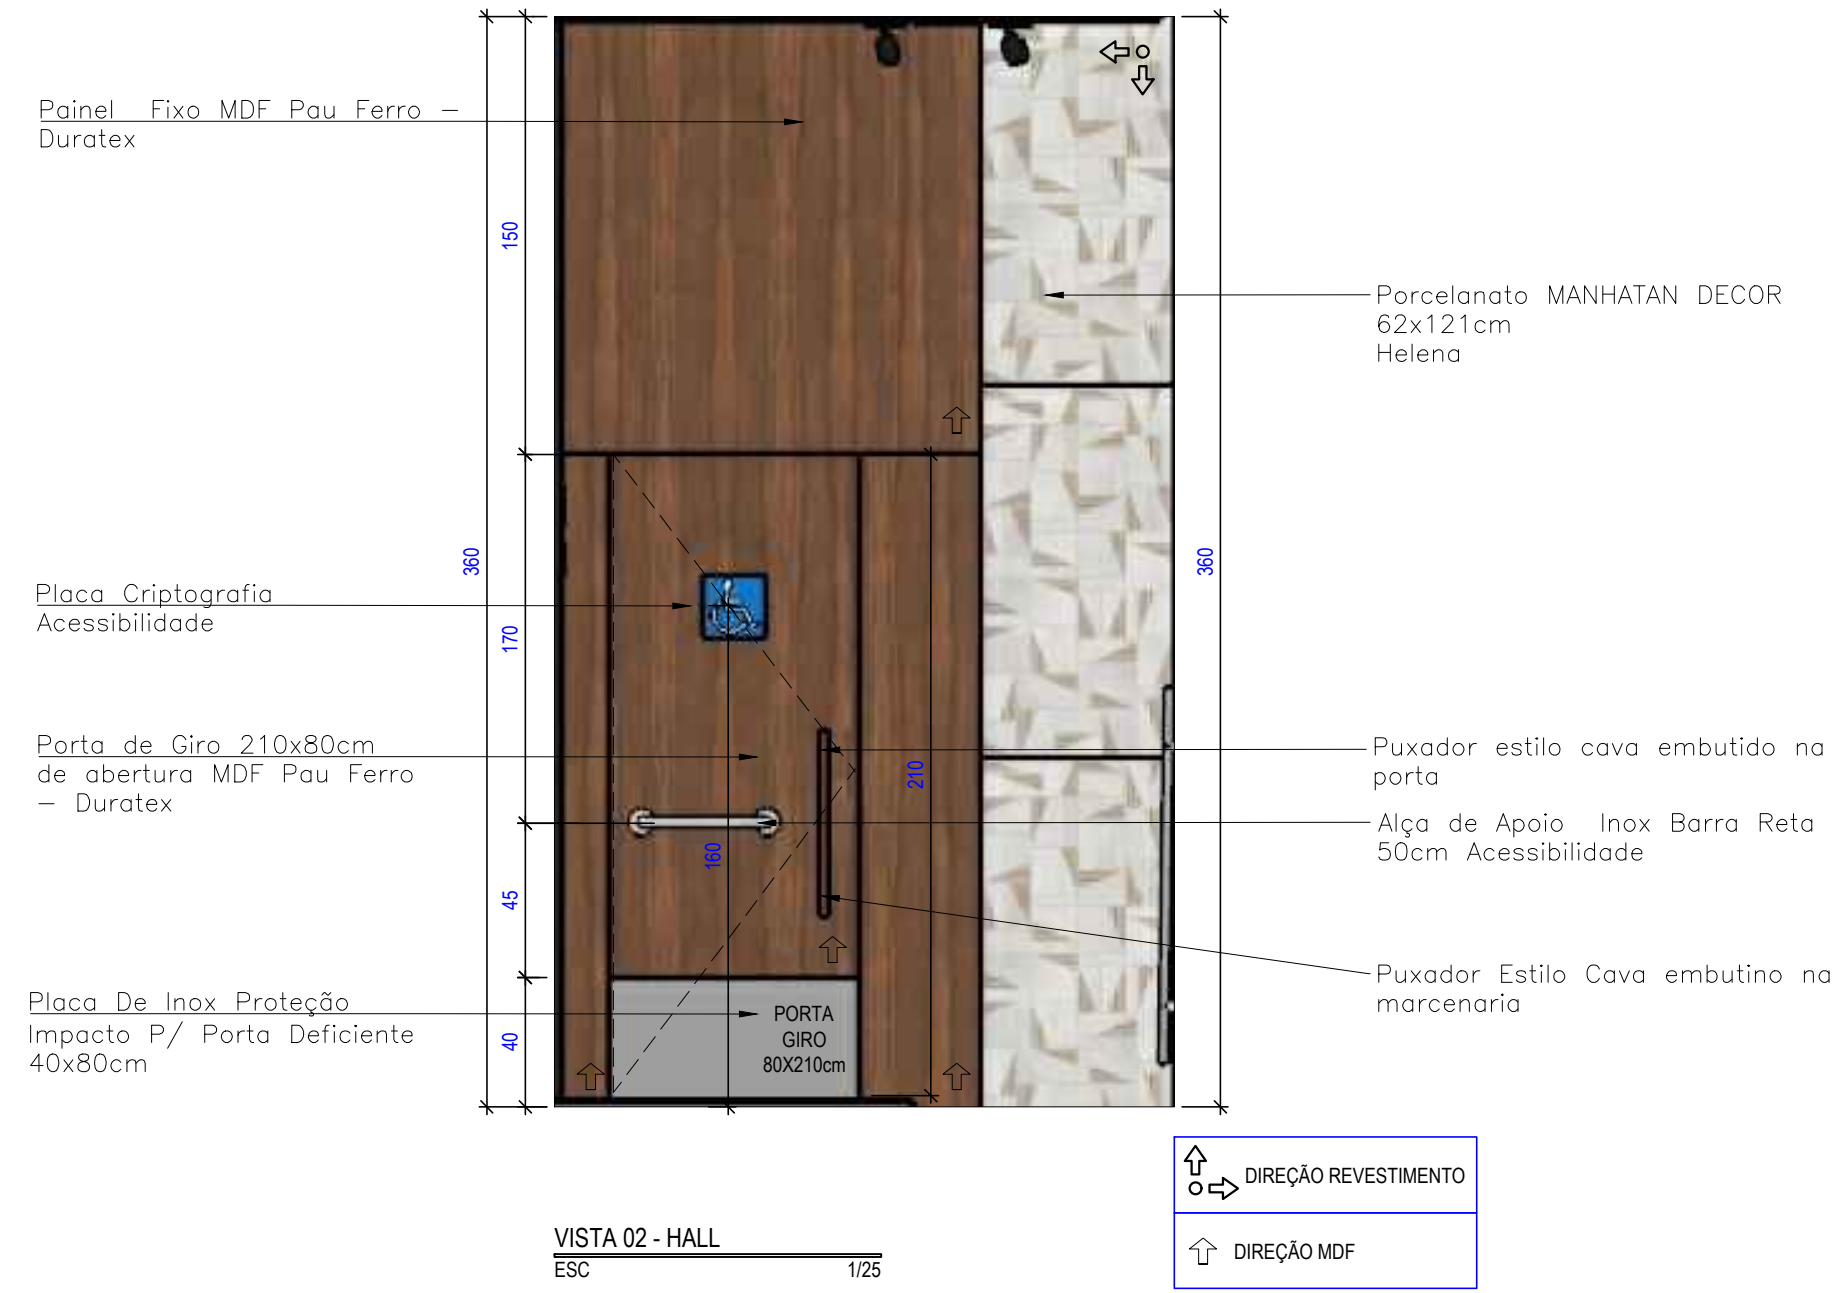 Painel Fixo MDF Pau Ferro –
Duratex
150
Porcelanato MANHATAN DECOR
62x121cm
Helena
360
360
Placa Criptografia
Acessibilidade
170
Porta de Giro 210x80cm
de abertura MDF Pau Ferro
– Duratex
210
Puxador estilo cava embutido na
porta
Alça de Apoio Inox Barra Reta
50cm Acessibilidade
160
45
Puxador Estilo Cava embutino na
marcenaria
Placa De Inox Proteção
Impacto P/ Porta Deficiente
40x80cm
40
PORTA
GIRO
80X210cm
DIREÇÃO REVESTIMENTO
DIREÇÃO MDF
VISTA 02 - HALL
ESC 1/25